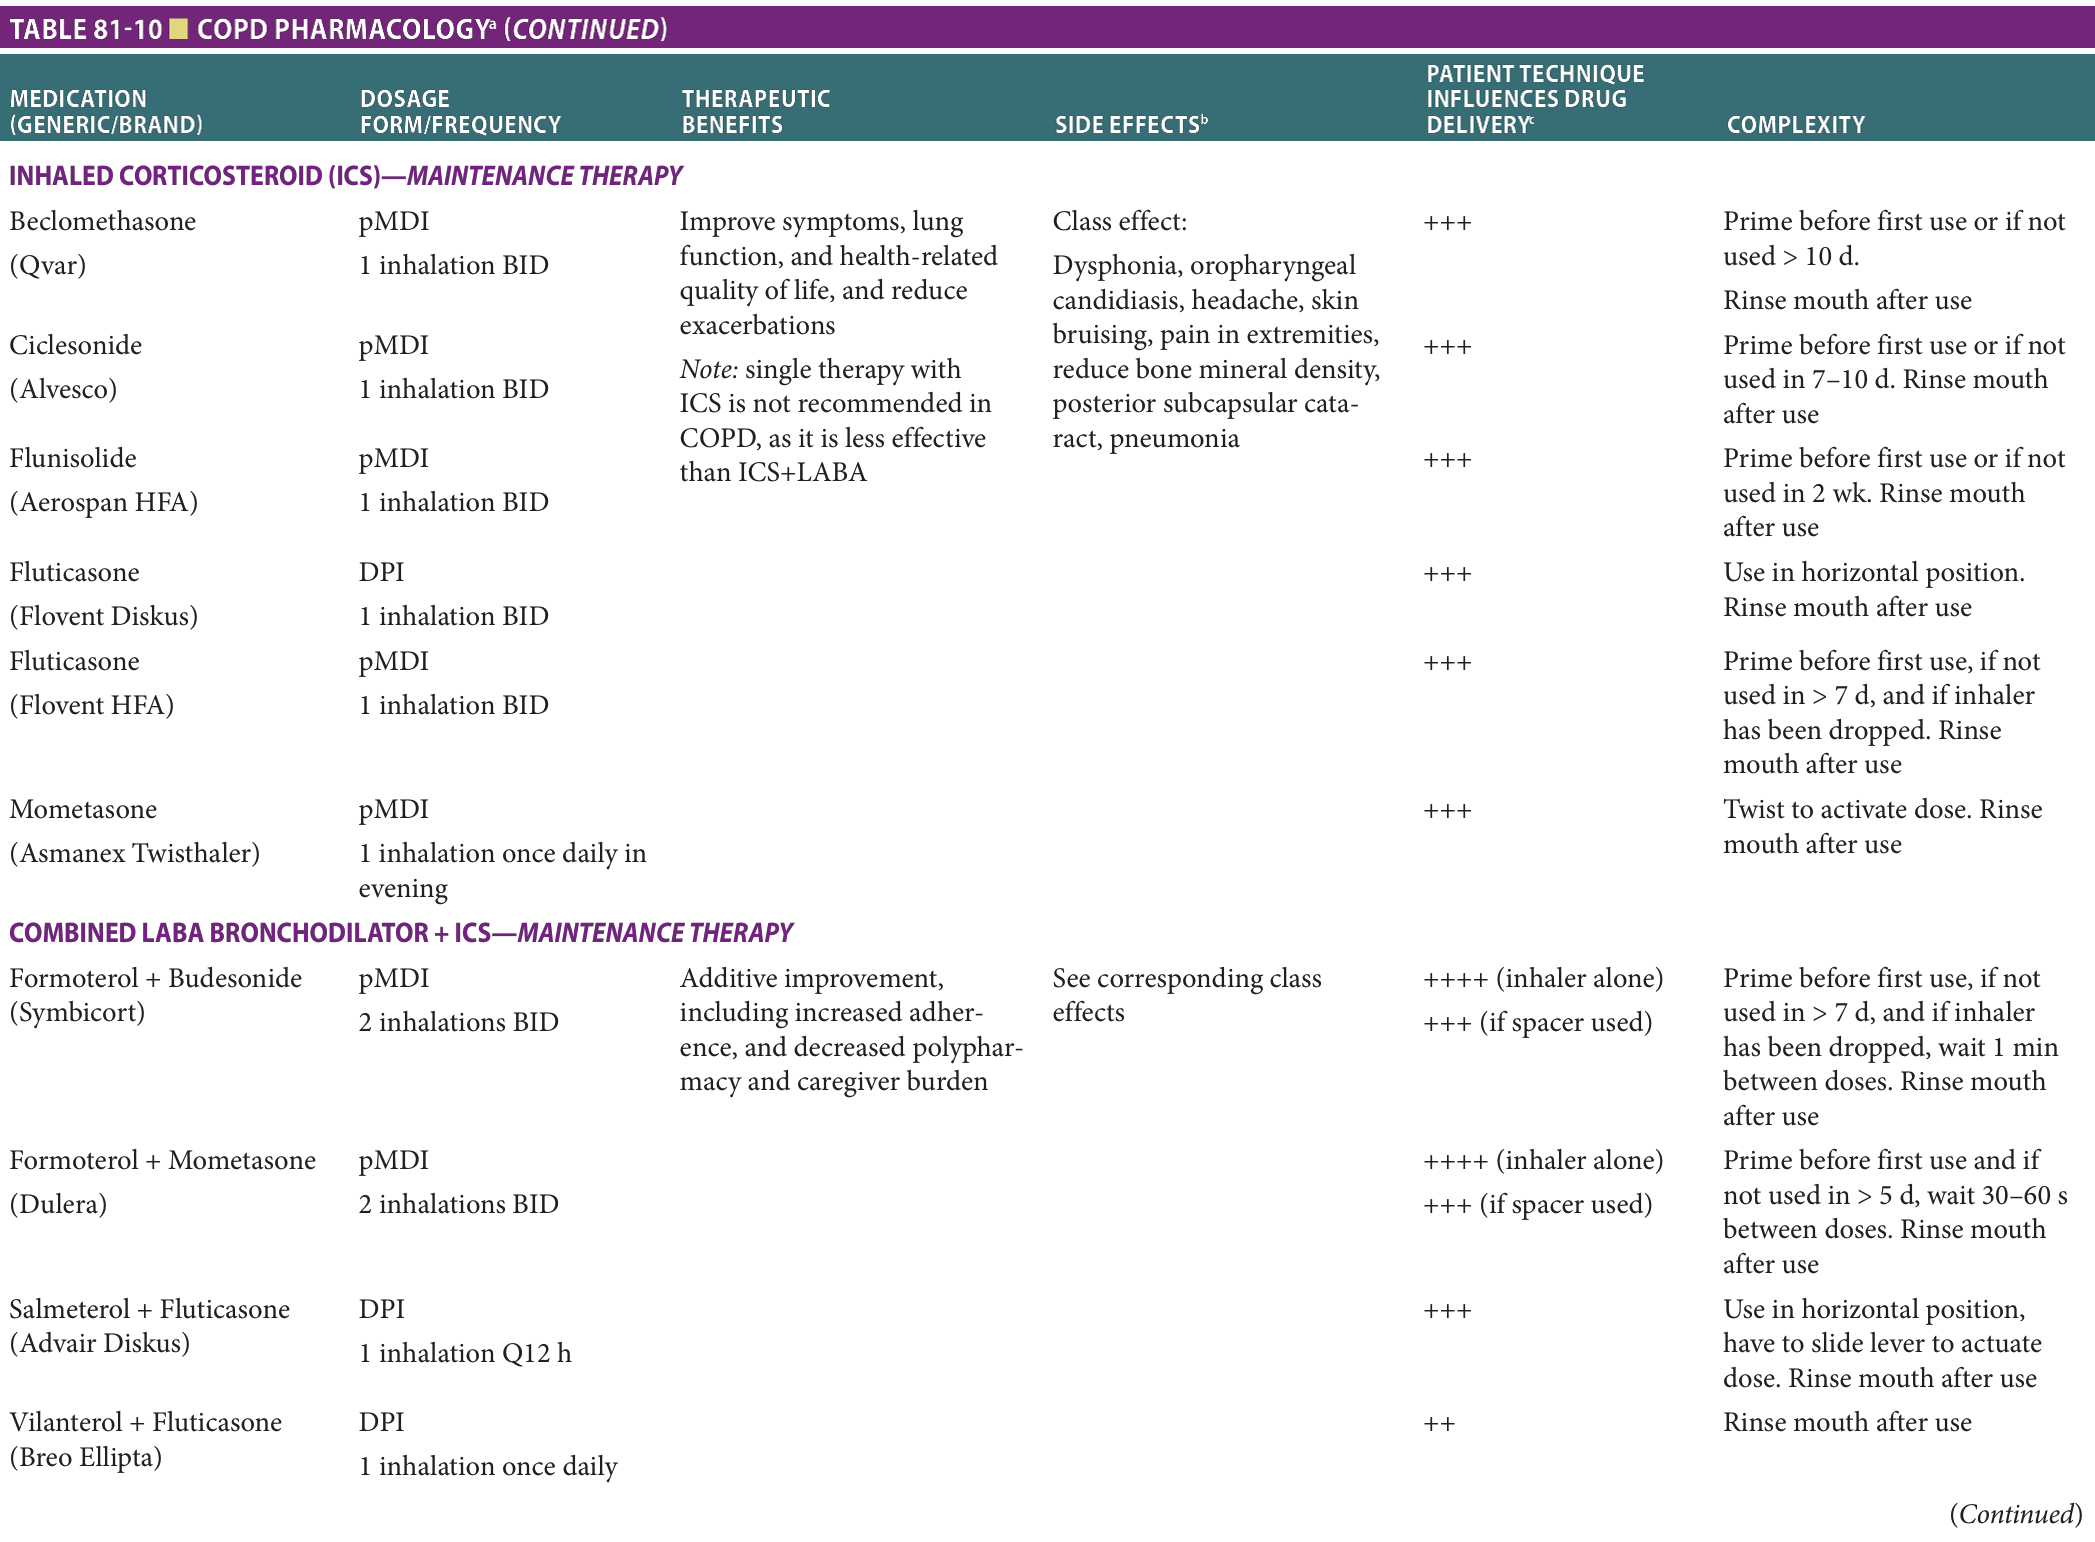 TABLE 81-10 ■ COPD PHARMACOLOGYᵃ (CONTINUED)
MEDICATION
(GENERIC/BRAND)
DOSAGE
FORM/FREQUENCY
THERAPEUTIC
BENEFITS
SIDE EFFECTSᵇ
PATIENT TECHNIQUE
INFLUENCES DRUG
DELIVERYᶜ
COMPLEXITY
INHALED CORTICOSTEROID (ICS)—MAINTENANCE THERAPY
Beclomethasone
(Qvar)
pMDI
1 inhalation BID
Improve symptoms, lung
function, and health-related
quality of life, and reduce
exacerbations
Note: single therapy with
ICS is not recommended in
COPD, as it is less effective
than ICS+LABA
Class effect:
Dysphonia, oropharyngeal
candidiasis, headache, skin
bruising, pain in extremities,
reduce bone mineral density,
posterior subcapsular cata-
ract, pneumonia
+++
Prime before first use or if not
used > 10 d.
Rinse mouth after use
Ciclesonide
(Alvesco)
pMDI
1 inhalation BID
+++
Prime before first use or if not
used in 7–10 d. Rinse mouth
after use
Flunisolide
(Aerospan HFA)
pMDI
1 inhalation BID
+++
Prime before first use or if not
used in 2 wk. Rinse mouth
after use
Fluticasone
(Flovent Diskus)
DPI
1 inhalation BID
+++
Use in horizontal position.
Rinse mouth after use
Fluticasone
(Flovent HFA)
pMDI
1 inhalation BID
+++
Prime before first use, if not
used in > 7 d, and if inhaler
has been dropped. Rinse
mouth after use
Mometasone
(Asmanex Twisthaler)
pMDI
1 inhalation once daily in
evening
+++
Twist to activate dose. Rinse
mouth after use
COMBINED LABA BRONCHODILATOR + ICS—MAINTENANCE THERAPY
Formoterol + Budesonide
(Symbicort)
pMDI
2 inhalations BID
Additive improvement,
including increased adher-
ence, and decreased polyphar-
macy and caregiver burden
See corresponding class
effects
++++ (inhaler alone)
+++ (if spacer used)
Prime before first use, if not
used in > 7 d, and if inhaler
has been dropped, wait 1 min
between doses. Rinse mouth
after use
Formoterol + Mometasone
(Dulera)
pMDI
2 inhalations BID
++++ (inhaler alone)
+++ (if spacer used)
Prime before first use and if
not used in > 5 d, wait 30–60 s
between doses. Rinse mouth
after use
Salmeterol + Fluticasone
(Advair Diskus)
DPI
1 inhalation Q12 h
+++
Use in horizontal position,
have to slide lever to actuate
dose. Rinse mouth after use
Vilanterol + Fluticasone
(Breo Ellipta)
DPI
1 inhalation once daily
++
Rinse mouth after use
(Continued)